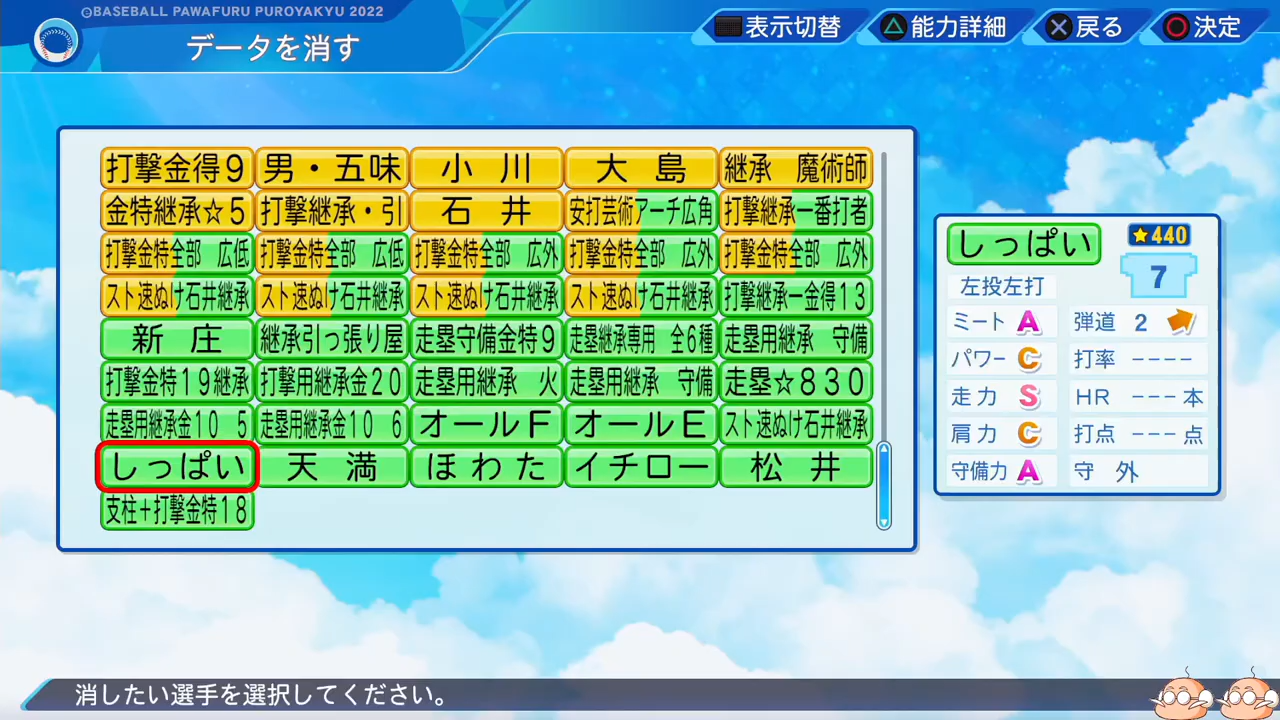 ©BASEBALL PAWAFURU PUROYAKYU 2022
データを消す
表示切替 能力詳細 戻る 決定
打撃金得９ 男・五味 小川 大島 継承 魔術師
金特継承☆５ 打撃継承・引 石井 安打芸術アーチ広角 打撃継承一番打者
打撃金特全部 広低 打撃金特全部 広低 打撃金特全部 広外 打撃金特全部 広外 打撃金特全部 広外
スト速ぬけ石井継承 スト速ぬけ石井継承 スト速ぬけ石井継承 スト速ぬけ石井継承 打撃継承一金得１３
新庄 継承引っ張り屋 走塁守備金特９ 走塁継承専用 全６種 走塁用継承 守備
打撃金特１９継承 打撃用継承金２０ 走塁用継承 火 走塁用継承 守備 走塁☆８３０
走塁用継承金１０ ５ 走塁用継承金１０ ６ オールＦ オールＥ スト速ぬけ石井継承
しっぱい 天満 ほわた イチロー 松井
支柱＋打撃金特１８
しっぱい ★440
7
左投左打
ミート A 弾道 2
パワー C 打率 ----
走力 S HR ---本
肩力 C 打点 ---点
守備力 A 守 外
消したい選手を選択してください。